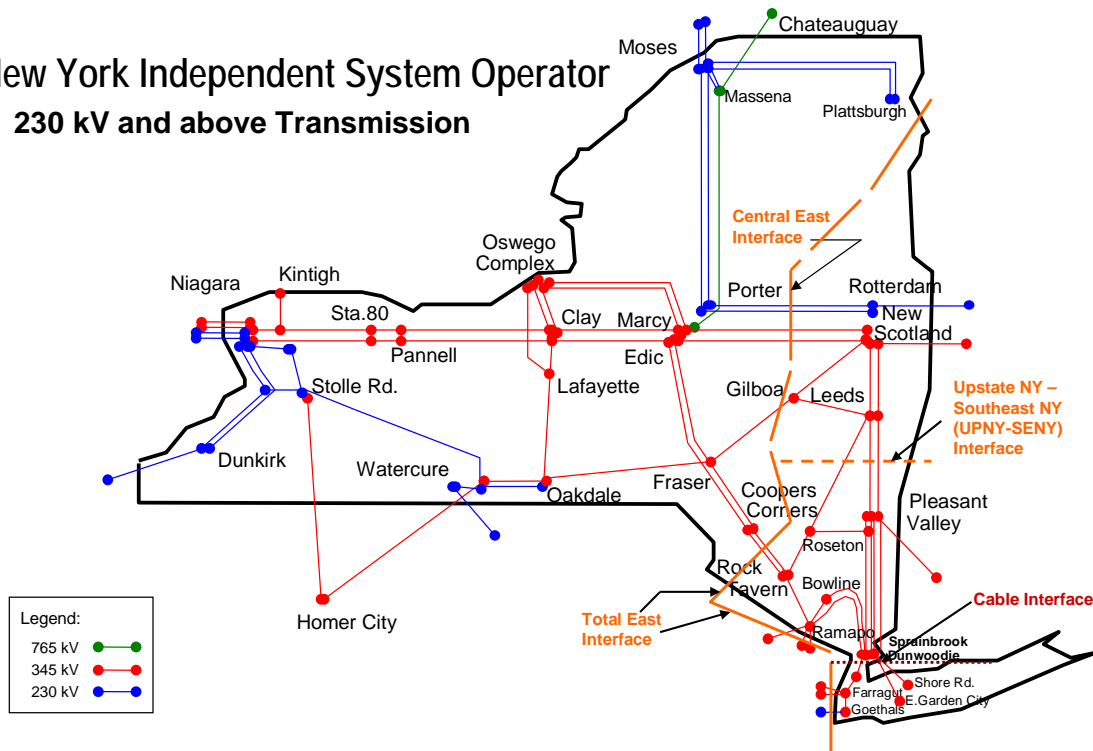 New York Independent System Operator
230 kV and above Transmission
Chateauguay
Moses
Massena
Plattsburgh
Central East
Interface
Oswego
Complex
Niagara
Kintigh
Porter
Rotterdam
Sta.80
Clay
Marcy
New
Scotland
Pannell
Edic
Stolle Rd.
Lafayette
Gilboa
Leeds
Upstate NY –
Southeast NY
(UPNY-SENY)
Interface
Dunkirk
Watercure
Oakdale
Fraser
Coopers
Corners
Pleasant
Valley
Roseton
Rock
Tavern
Bowline
Homer City
Total East
Interface
Ramapo
Cable Interface
Sprainbrook
Dunwoodie
Shore Rd.
Farragut
E.Garden City
Goethals
Legend:
765 kV
345 kV
230 kV